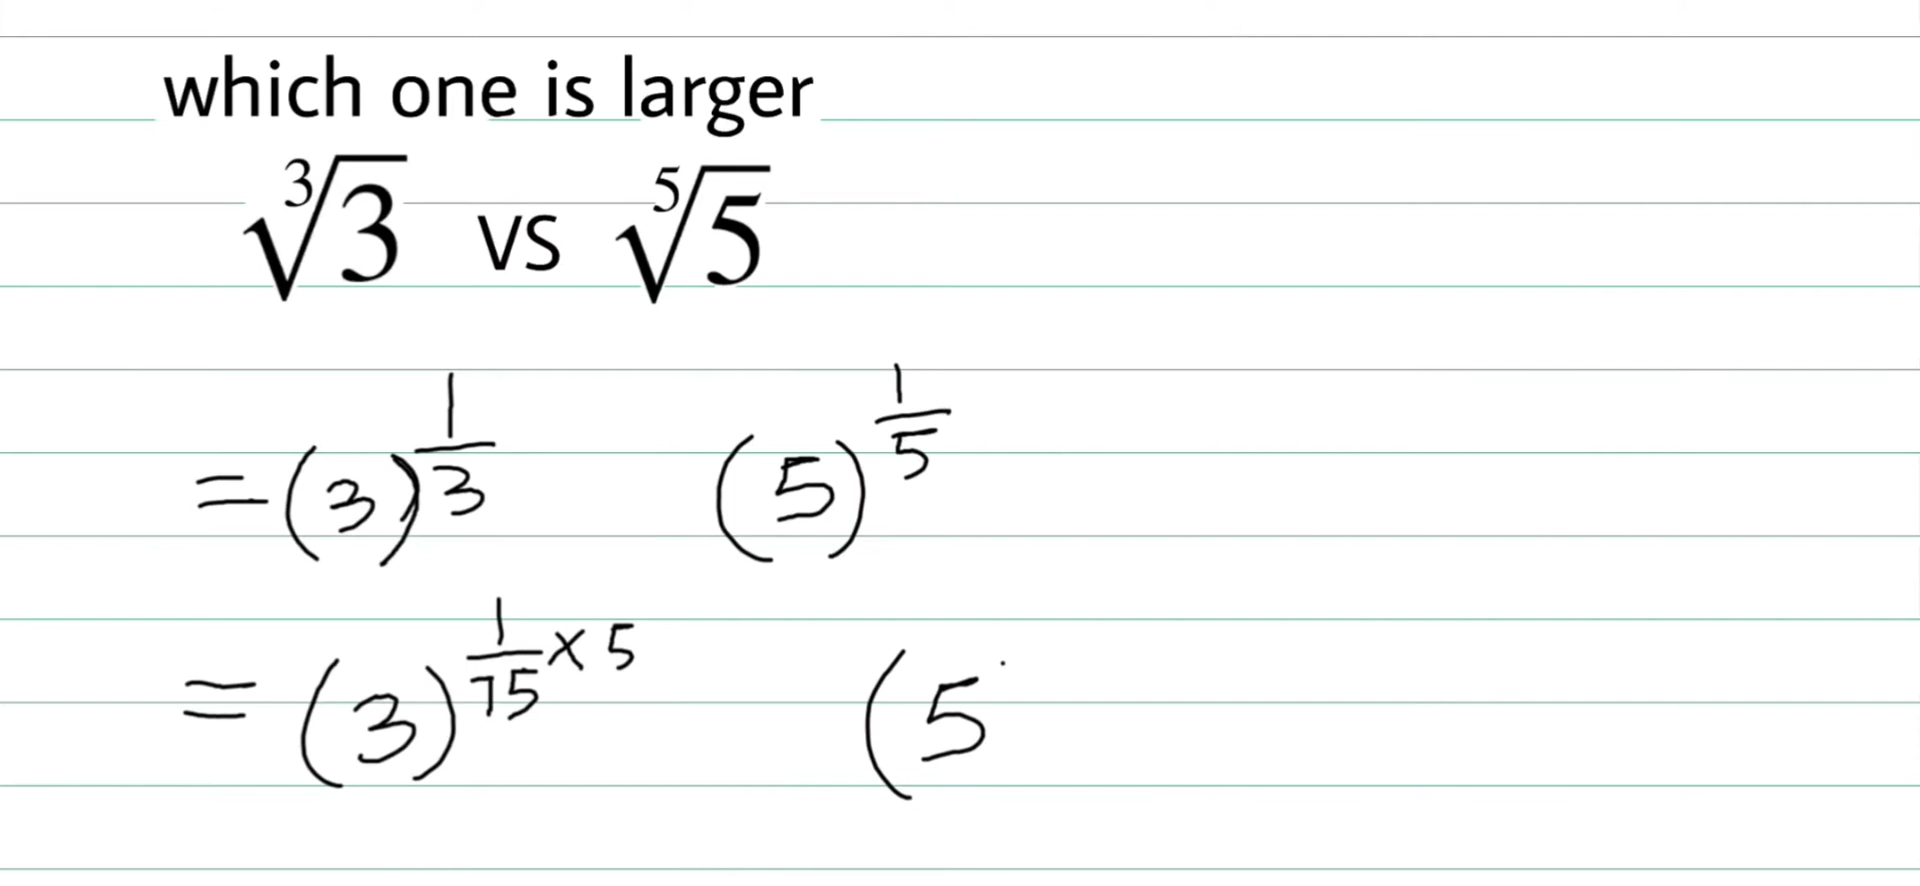 which one is larger
∛3 vs ⁵√5
= (3)^(1/3) (5)^(1/5)
= (3)^(1/15 × 5) (5